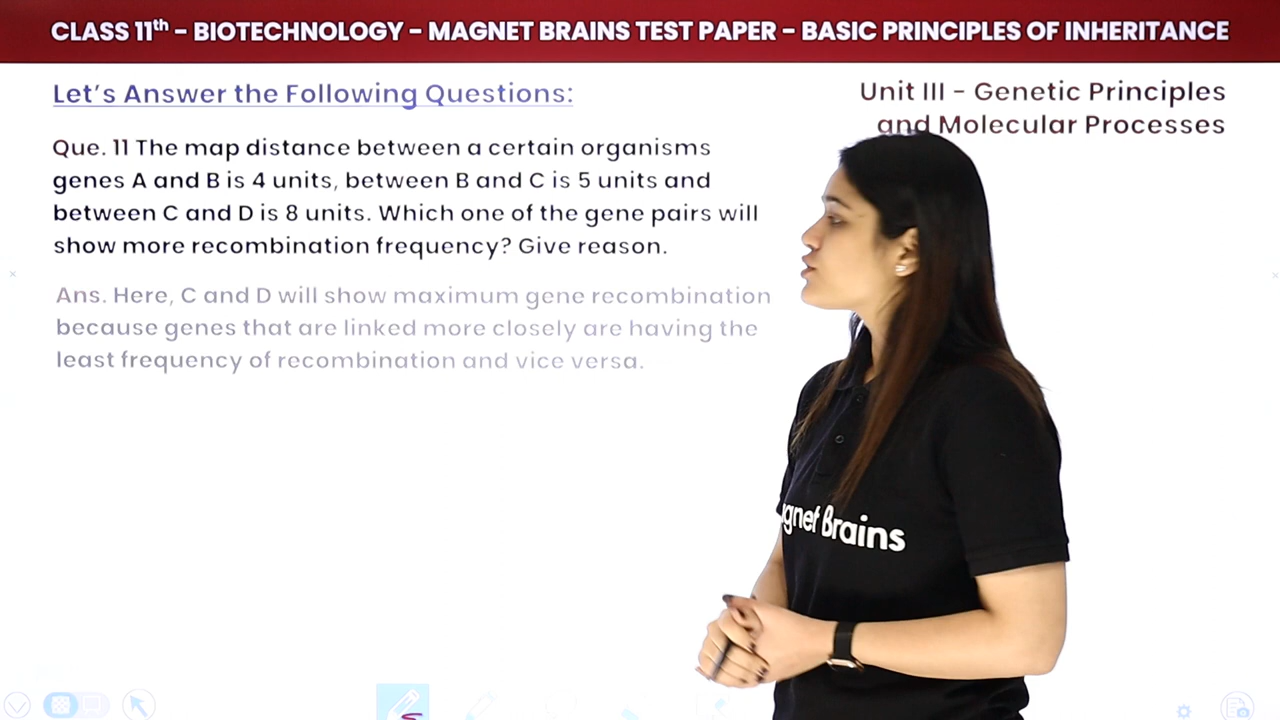 CLASS 11th – BIOTECHNOLOGY – MAGNET BRAINS TEST PAPER – BASIC PRINCIPLES OF INHERITANCE
Let's Answer the Following Questions:
Unit III – Genetic Principles
and Molecular Processes
Que. 11 The map distance between a certain organisms
genes A and B is 4 units, between B and C is 5 units and
between C and D is 8 units. Which one of the gene pairs will
show more recombination frequency? Give reason.
Ans. Here, C and D will show maximum gene recombination
because genes that are linked more closely are having the
least frequency of recombination and vice versa.
Brains